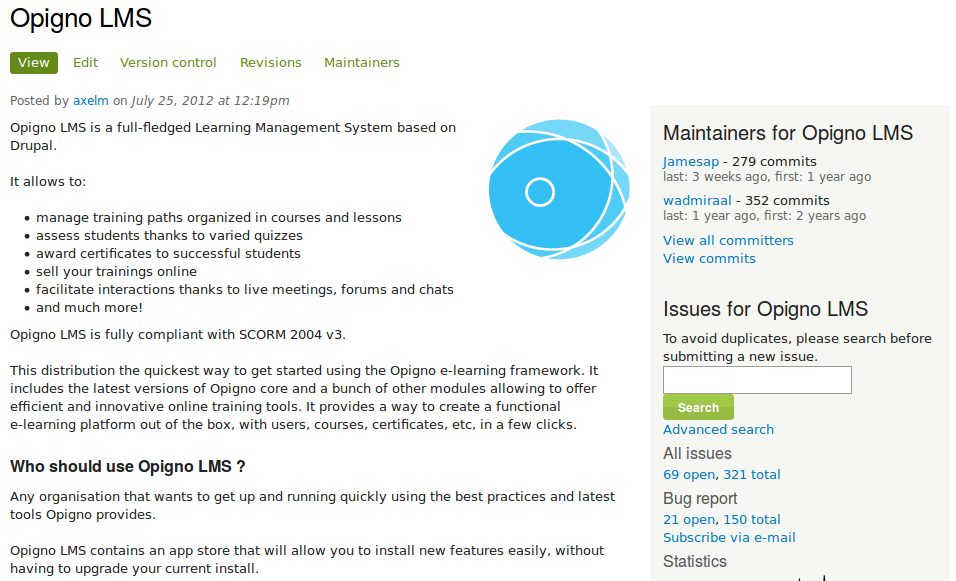 Opigno LMS
View Edit Version control Revisions Maintainers
Posted by axelm on July 25, 2012 at 12:19pm
Opigno LMS is a full-fledged Learning Management System based on
Drupal.
It allows to:
• manage training paths organized in courses and lessons
• assess students thanks to varied quizzes
• award certificates to successful students
• sell your trainings online
• facilitate interactions thanks to live meetings, forums and chats
• and much more!
Opigno LMS is fully compliant with SCORM 2004 v3.
This distribution the quickest way to get started using the Opigno e-learning framework. It
includes the latest versions of Opigno core and a bunch of other modules allowing to offer
efficient and innovative online training tools. It provides a way to create a functional
e-learning platform out of the box, with users, courses, certificates, etc, in a few clicks.
Who should use Opigno LMS ?
Any organisation that wants to get up and running quickly using the best practices and latest
tools Opigno provides.
Opigno LMS contains an app store that will allow you to install new features easily, without
having to upgrade your current install.
Maintainers for Opigno LMS
Jamesap - 279 commits
last: 3 weeks ago, first: 1 year ago
wadmiraal - 352 commits
last: 1 year ago, first: 2 years ago
View all committers
View commits
Issues for Opigno LMS
To avoid duplicates, please search before
submitting a new issue.
Search
Advanced search
All issues
69 open, 321 total
Bug report
21 open, 150 total
Subscribe via e-mail
Statistics